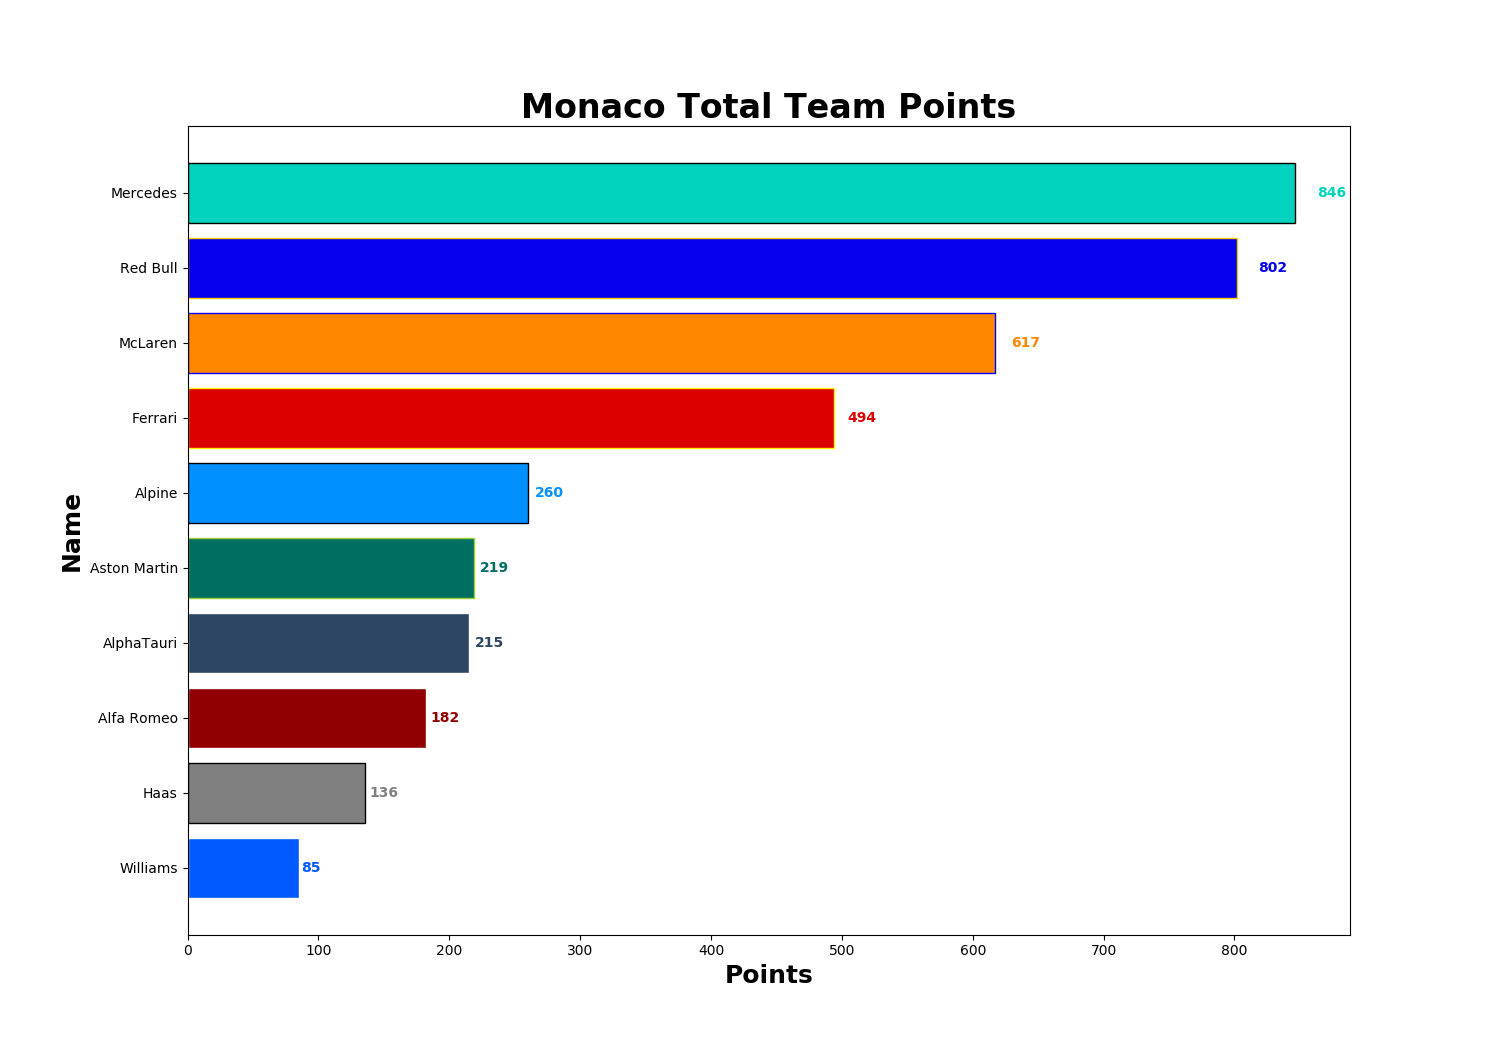 Monaco Total Team Points
Mercedes 846
Red Bull 802
McLaren 617
Ferrari 494
Alpine 260
Name
Aston Martin 219
AlphaTauri 215
Alfa Romeo 182
Haas 136
Williams 85
0 100 200 300 400 500 600 700 800
Points